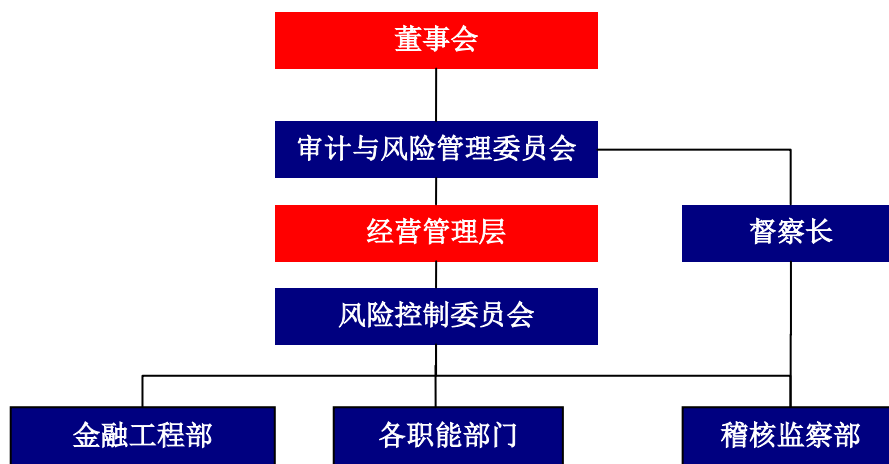 董事会
审计与风险管理委员会
经营管理层
督察长
风险控制委员会
金融工程部
各职能部门
稽核监察部